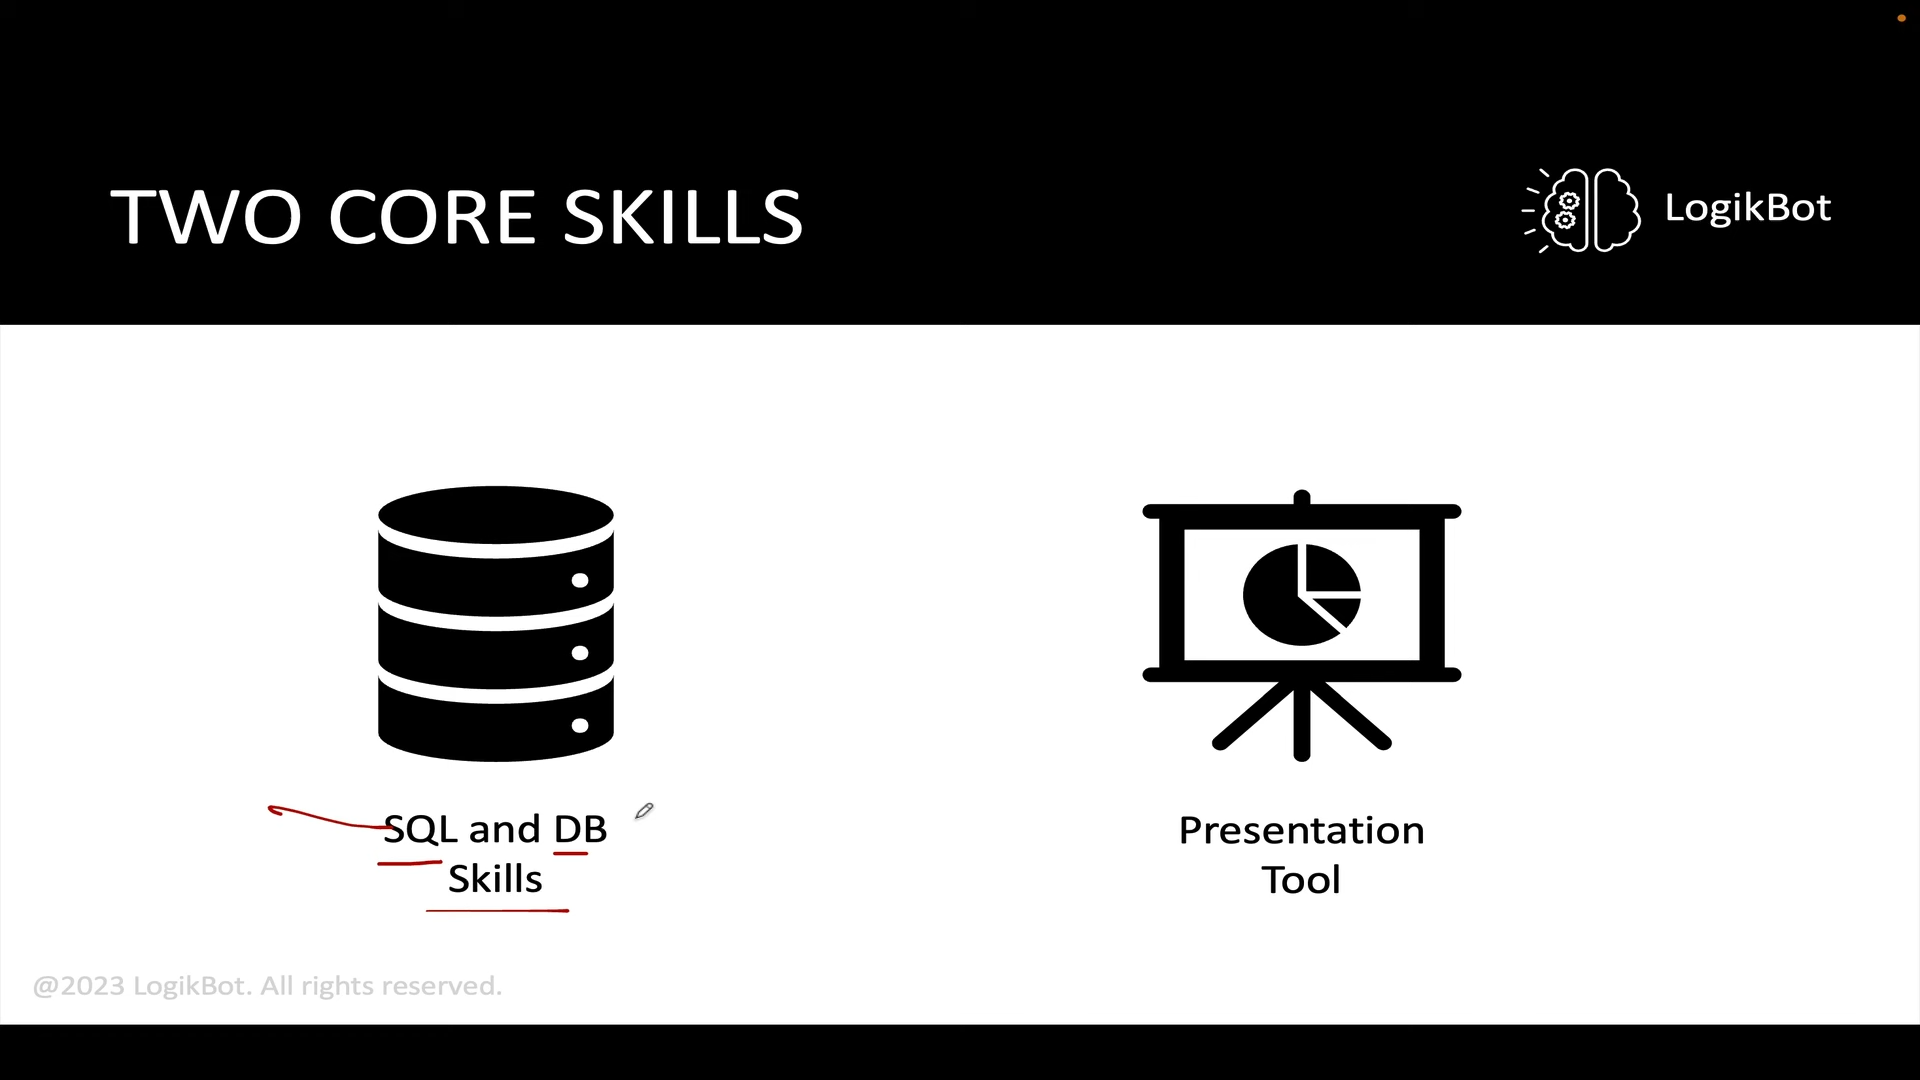 TWO CORE SKILLS
LogikBot
SQL and DB
Skills
Presentation
Tool
@2023 LogikBot. All rights reserved.